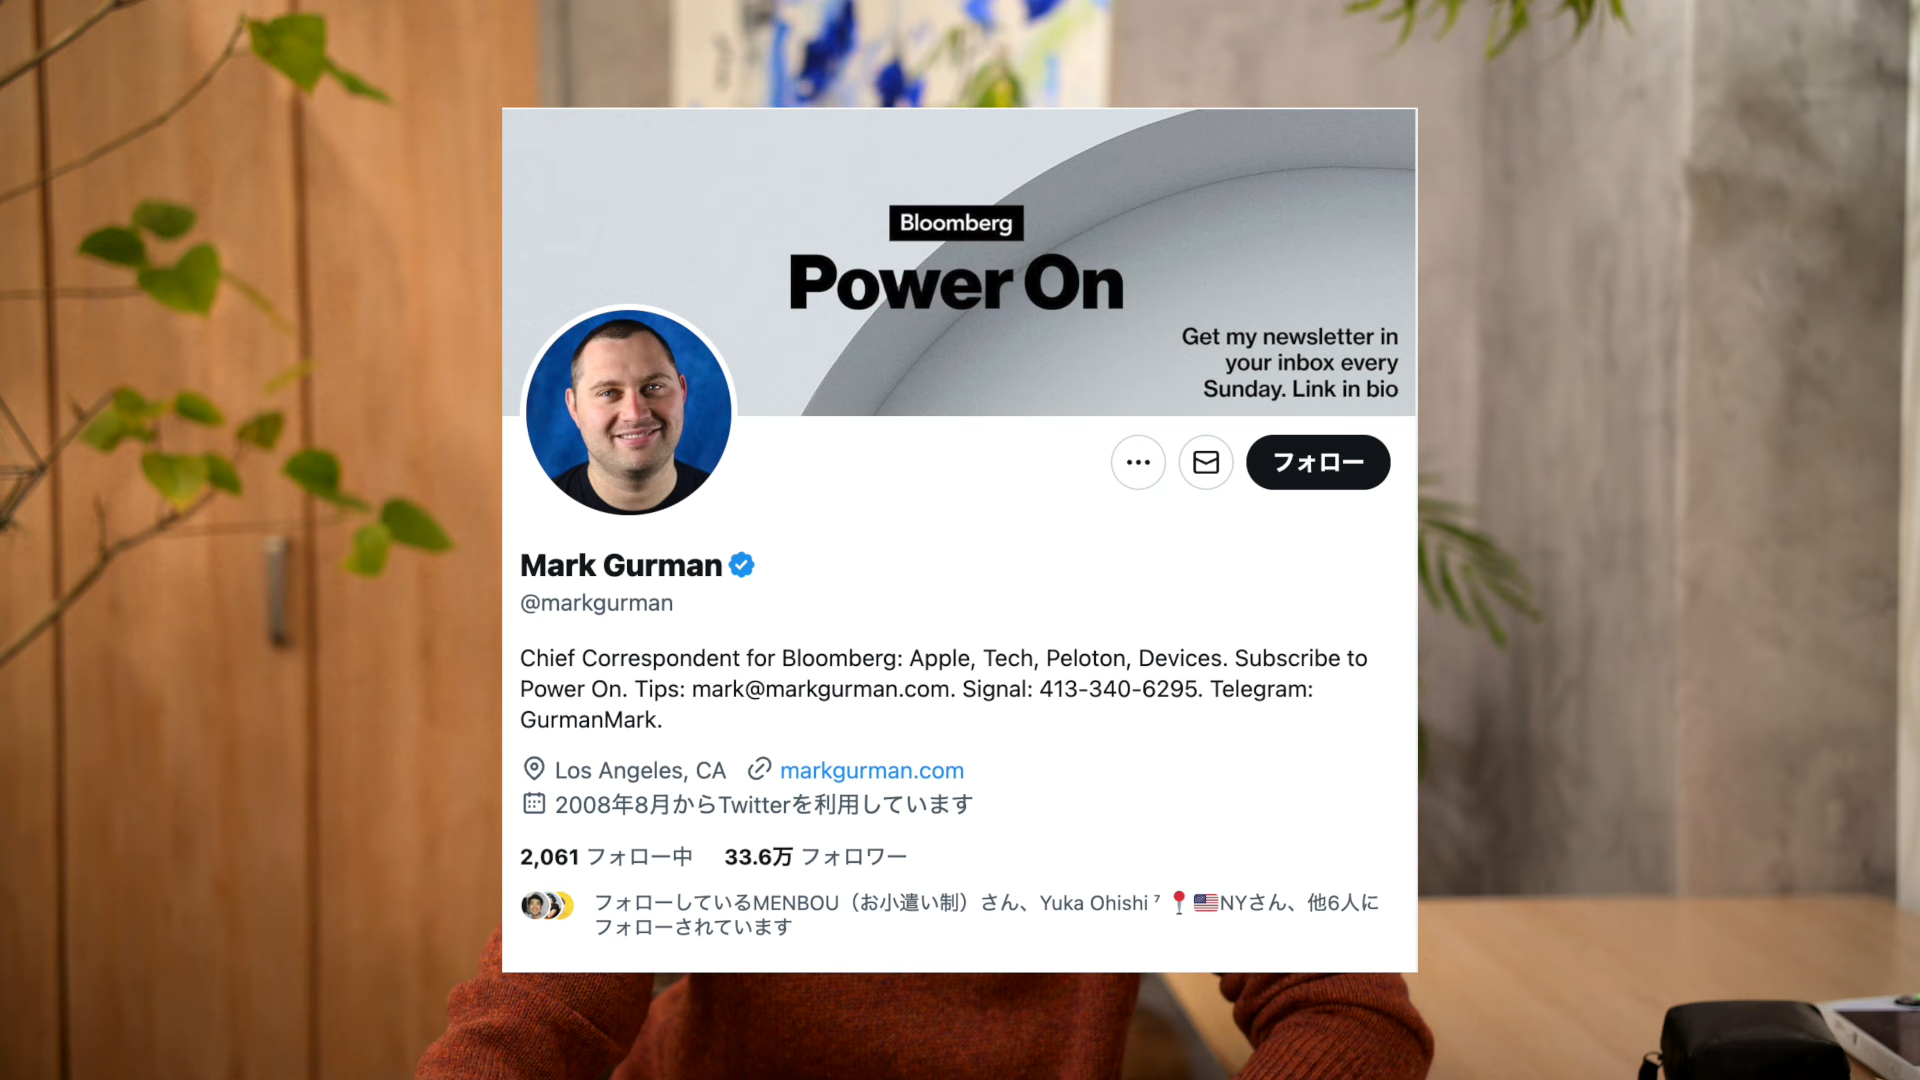 Bloomberg
Power On
Get my newsletter in
your inbox every
Sunday. Link in bio
フォロー
Mark Gurman
@markgurman
Chief Correspondent for Bloomberg: Apple, Tech, Peloton, Devices. Subscribe to
Power On. Tips: mark@markgurman.com. Signal: 413-340-6295. Telegram:
GurmanMark.
Los Angeles, CA markgurman.com
2008年8月からTwitterを利用しています
2,061 フォロー中 33.6万 フォロワー
フォローしているMENBOU（お小遣い制）さん、Yuka Ohishi ⁷ 📍🇺🇸NYさん、他6人に
フォローされています